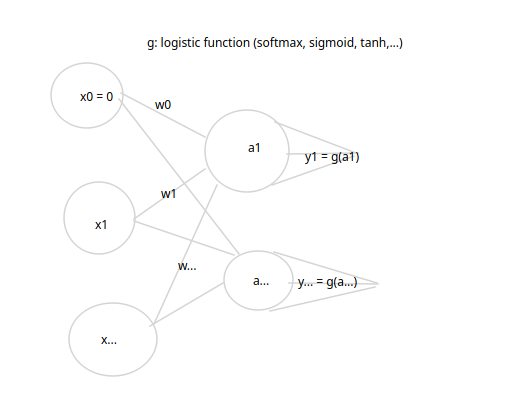 g: logistic function (softmax, sigmoid, tanh,...)
x0 = 0
w0
a1
y1 = g(a1)
w1
x1
w...
a...
y... = g(a...)
x...